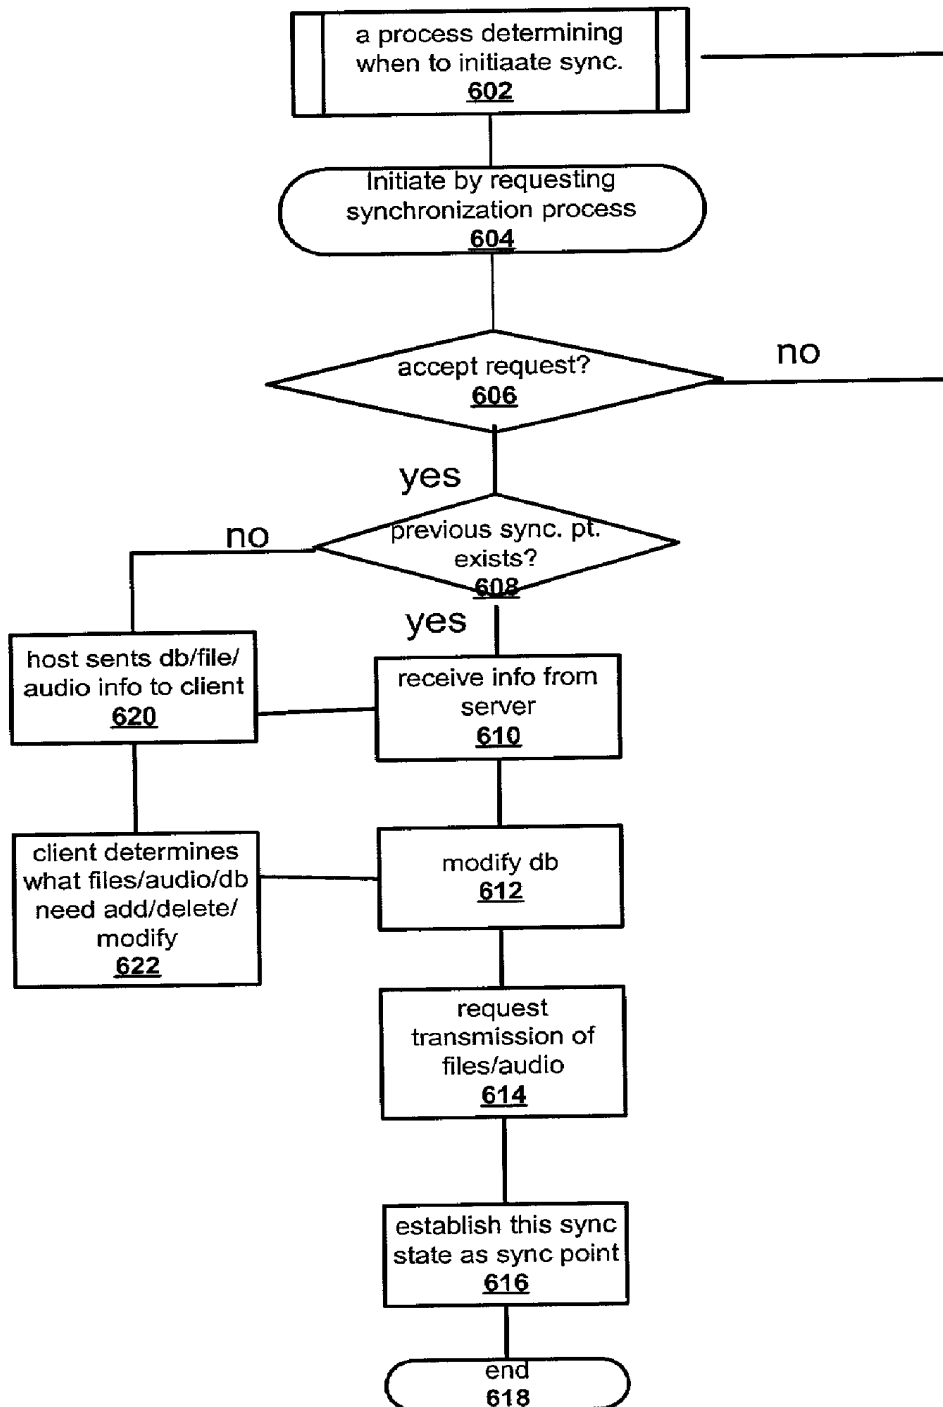 a process determining
when to initiaate sync.
602
Initiate by requesting
synchronization process
604
accept request?
606
no
yes
previous sync. pt.
exists?
608
no
yes
host sents db/file/
audio info to client
620
receive info from
server
610
client determines
what files/audio/db
need add/delete/
modify
622
modify db
612
request
transmission of
files/audio
614
establish this sync
state as sync point
616
end
618